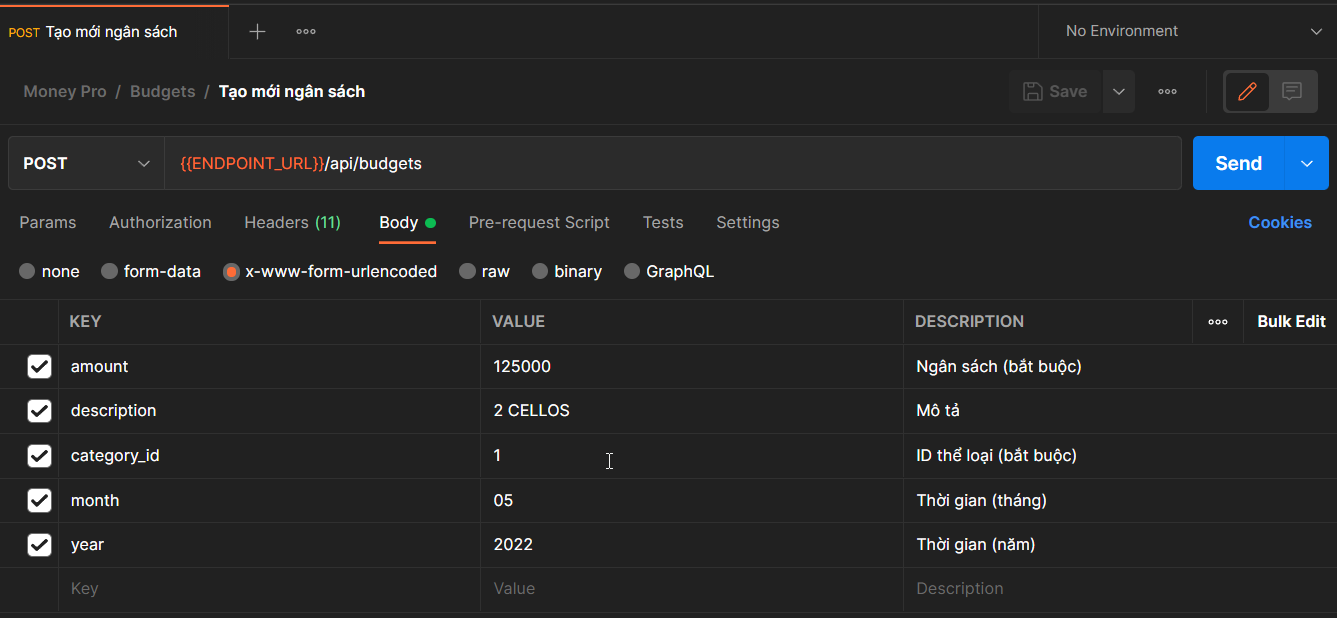 POST Tạo mới ngân sách
No Environment
Money Pro / Budgets / Tạo mới ngân sách
Save
POST
{{ENDPOINT_URL}}/api/budgets
Send
Params Authorization Headers (11) Body Pre-request Script Tests Settings Cookies
none form-data x-www-form-urlencoded raw binary GraphQL
KEY VALUE DESCRIPTION Bulk Edit
amount 125000 Ngân sách (bắt buộc)
description 2 CELLOS Mô tả
category_id 1 ID thể loại (bắt buộc)
month 05 Thời gian (tháng)
year 2022 Thời gian (năm)
Key Value Description